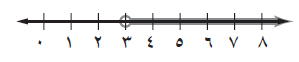 ٠ ١ ٢ ٣ ٤ ٥ ٦ ٧ ٨